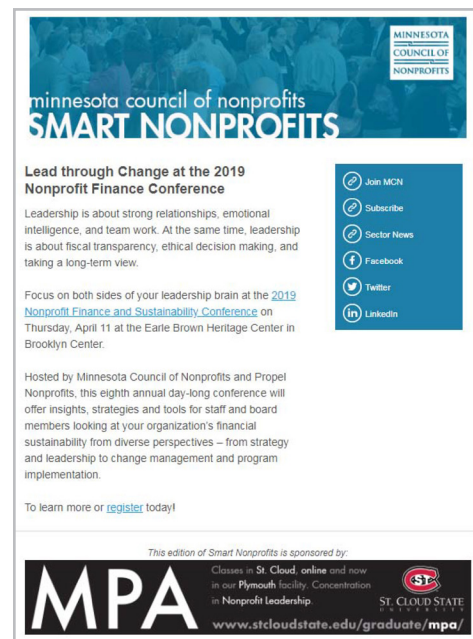 MINNESOTA
COUNCIL OF
NONPROFITS
minnesota council of nonprofits
SMART NONPROFITS
Lead through Change at the 2019
Nonprofit Finance Conference
Leadership is about strong relationships, emotional
intelligence, and team work. At the same time, leadership
is about fiscal transparency, ethical decision making, and
taking a long-term view.
Focus on both sides of your leadership brain at the 2019
Nonprofit Finance and Sustainability Conference on
Thursday, April 11 at the Earle Brown Heritage Center in
Brooklyn Center.
Hosted by Minnesota Council of Nonprofits and Propel
Nonprofits, this eighth annual day-long conference will
offer insights, strategies and tools for staff and board
members looking at your organization's financial
sustainability from diverse perspectives – from strategy
and leadership to change management and program
implementation.
To learn more or register today!
Join MCN
Subscribe
Sector News
Facebook
Twitter
LinkedIn
This edition of Smart Nonprofits is sponsored by:
MPA
Classes in St. Cloud, online and now
in our Plymouth facility. Concentration
in Nonprofit Leadership.
www.stcloudstate.edu/graduate/mpa/
ST. CLOUD STATE
UNIVERSITY